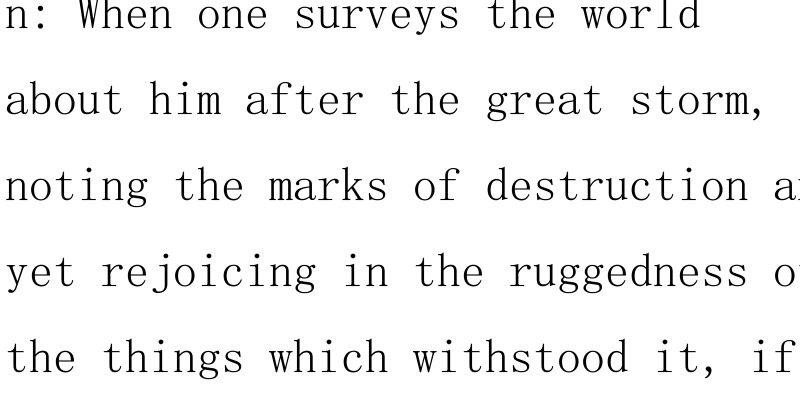 n: When one surveys the world
about him after the great storm,
noting the marks of destruction
yet rejoicing in the ruggedness
the things which withstood it, if